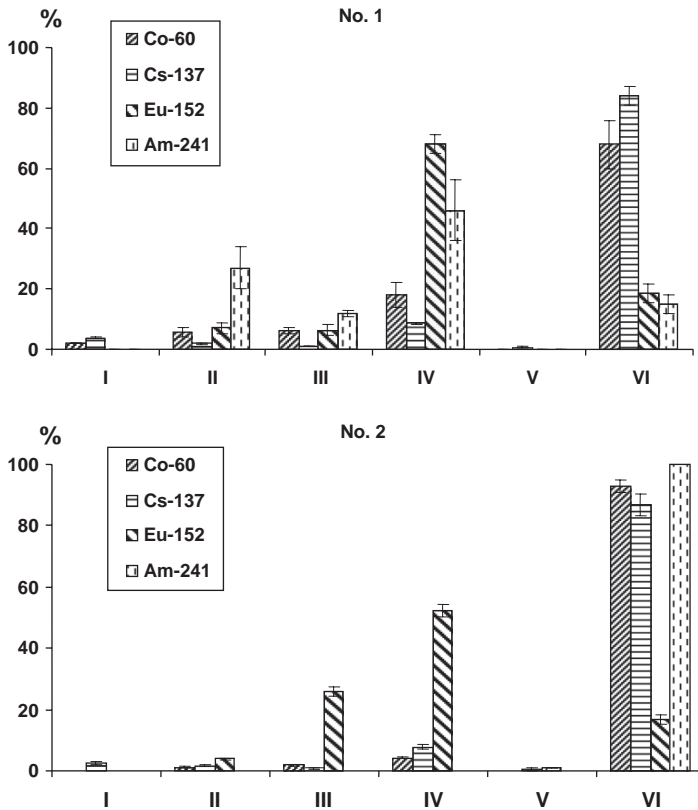 No. 1
%
Co-60
Cs-137
Eu-152
Am-241
100
80
60
40
20
0
I II III IV V VI
No. 2
%
Co-60
Cs-137
Eu-152
Am-241
100
80
60
40
20
0
I II III IV V VI